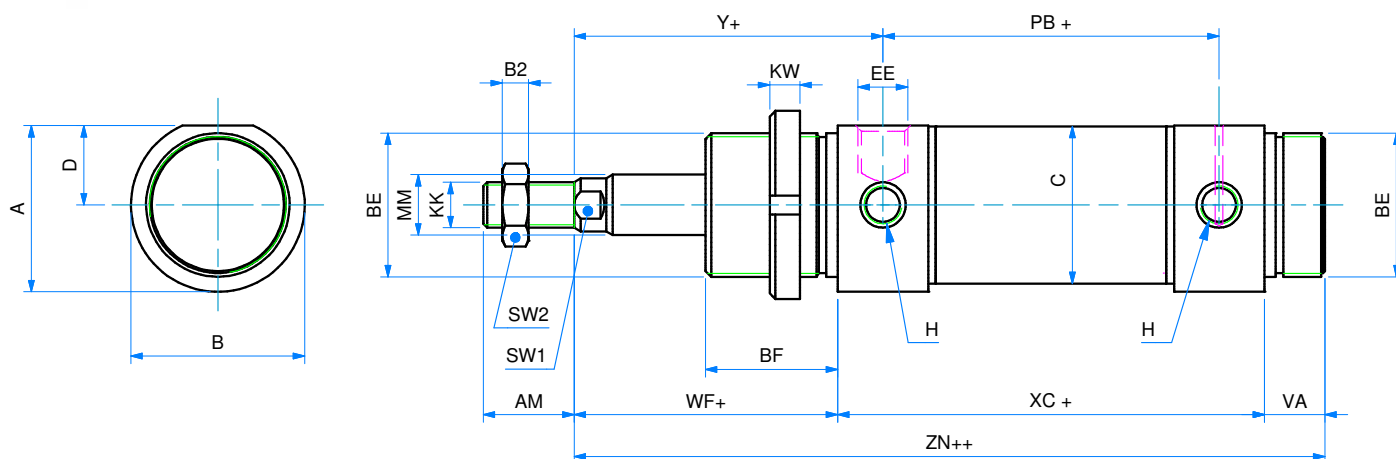 Y+
PB +
B2
KW
EE
D
A
BE
MM
KK
C
BE
SW2
H
H
B
SW1
BF
AM
WF+
XC +
VA
ZN++